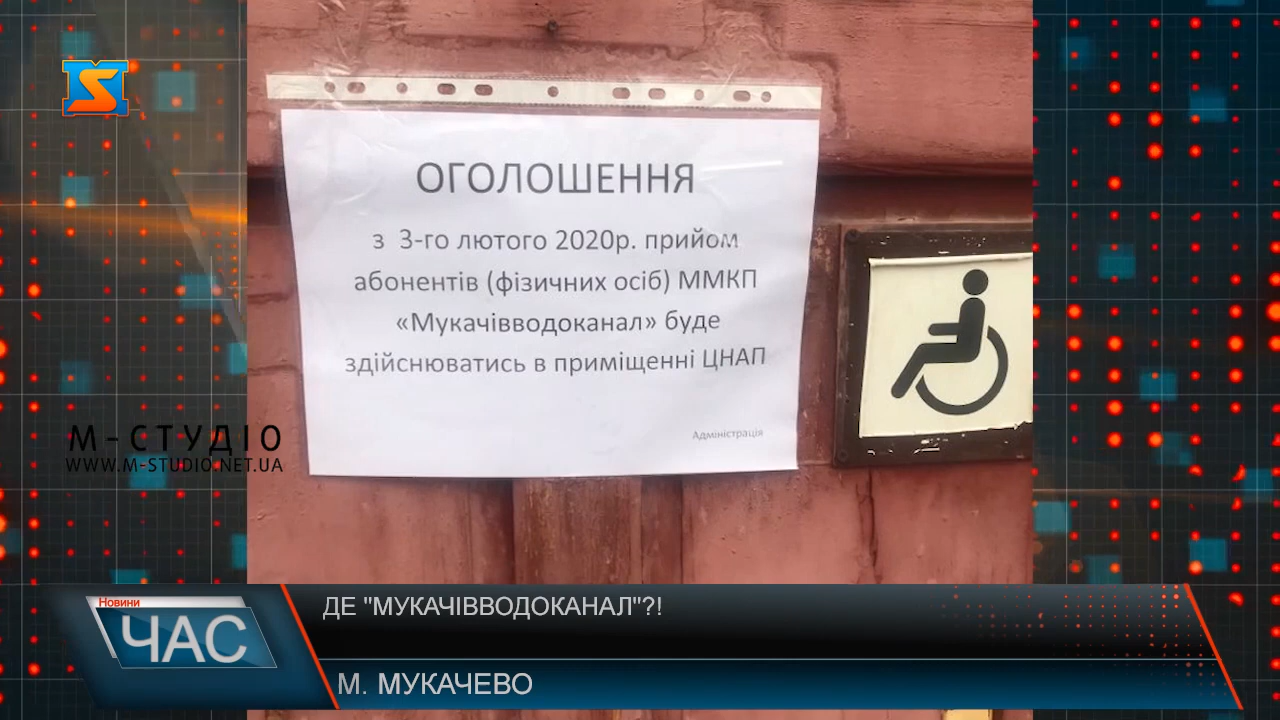 ОГОЛОШЕННЯ
з 3-го лютого 2020р. прийом
абонентів (фізичних осіб) ММКП
«Мукачівводоканал» буде
здійснюватись в приміщенні ЦНАП
Адміністрація
М-СТУДІО
WWW.M-STUDIO.NET.UA
Новини
ЧАС
ДЕ "МУКАЧІВВОДОКАНАЛ"?!
М. МУКАЧЕВО